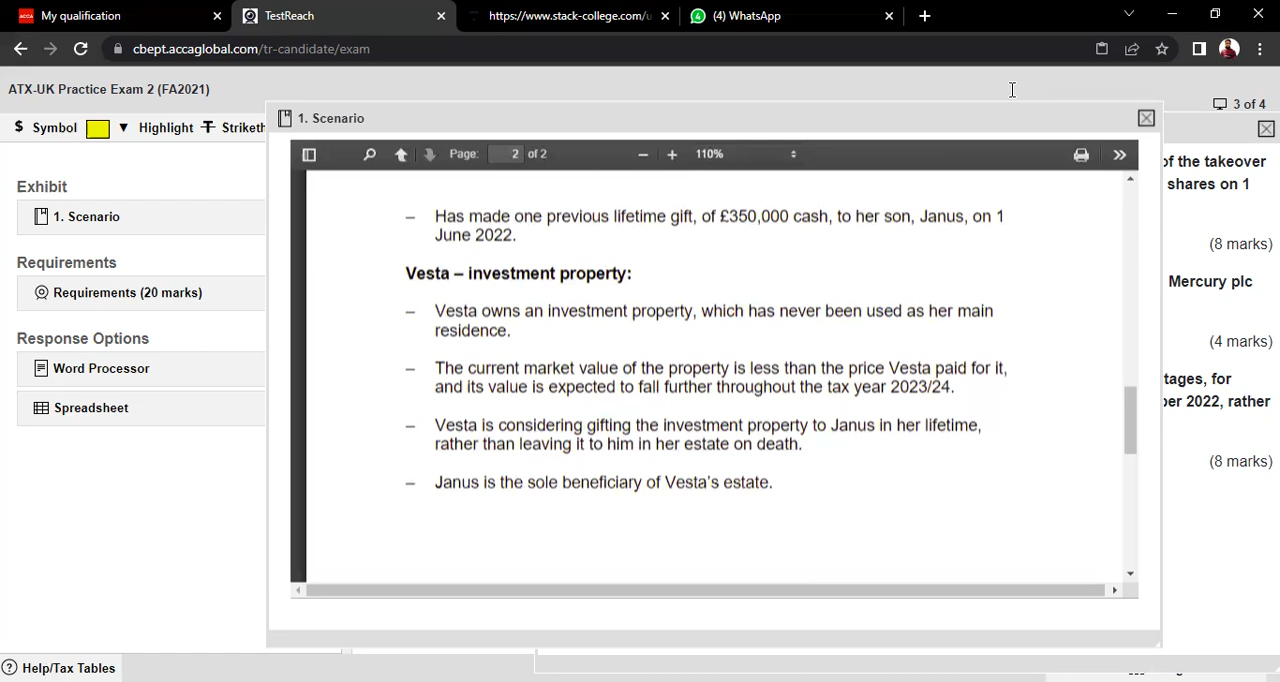 My qualification
TestReach
https://www.stack-college.com/u
(4) WhatsApp
cbept.accaglobal.com/tr-candidate/exam
ATX-UK Practice Exam 2 (FA2021)
3 of 4
$ Symbol
Highlight
T Striketh
1. Scenario
Page: 2 of 2
110%
Exhibit
1. Scenario
Requirements
Requirements (20 marks)
Response Options
Word Processor
Spreadsheet
– Has made one previous lifetime gift, of £350,000 cash, to her son, Janus, on 1
June 2022.
Vesta – investment property:
– Vesta owns an investment property, which has never been used as her main
residence.
– The current market value of the property is less than the price Vesta paid for it,
and its value is expected to fall further throughout the tax year 2023/24.
– Vesta is considering gifting the investment property to Janus in her lifetime,
rather than leaving it to him in her estate on death.
– Janus is the sole beneficiary of Vesta's estate.
of the takeover
shares on 1
(8 marks)
Mercury plc
(4 marks)
tages, for
er 2022, rather
(8 marks)
Help/Tax Tables